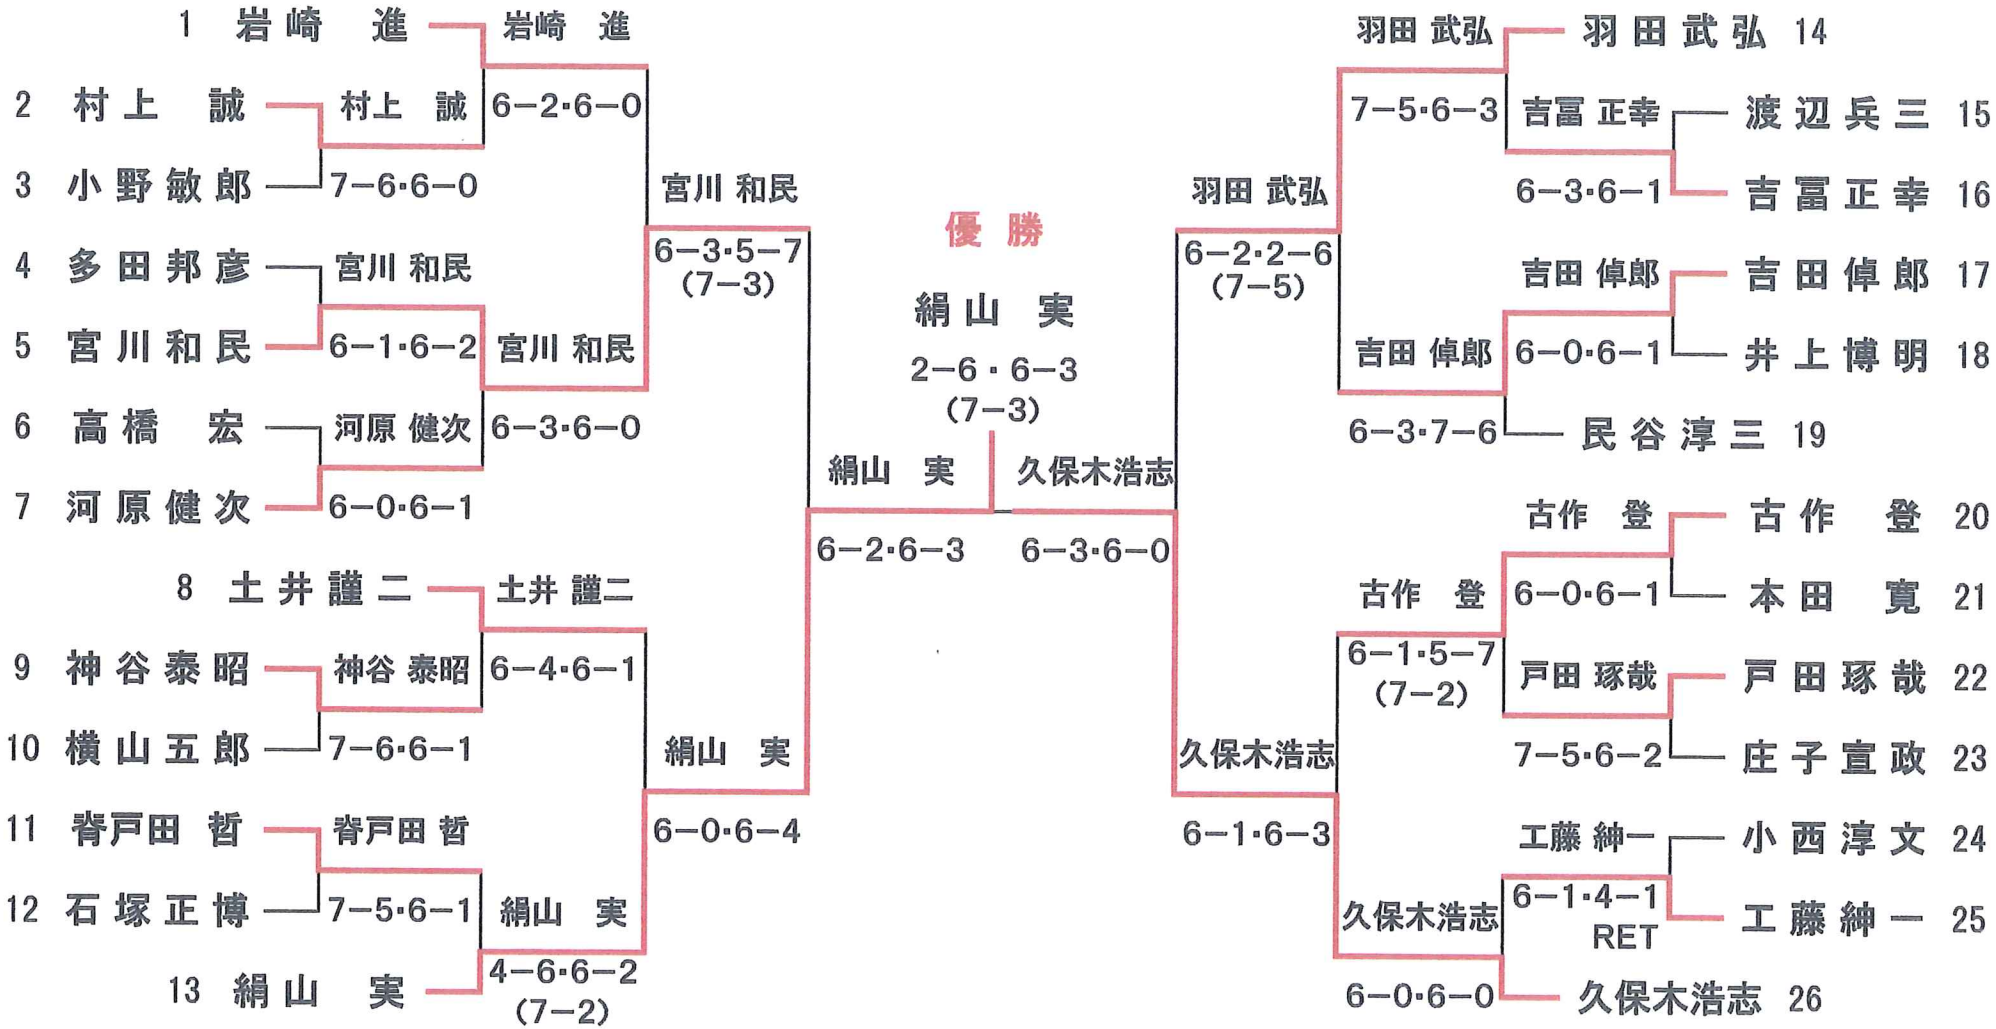 1 岩崎 進
岩崎 進
2 村上 誠
村上 誠
6-2・6-0
3 小野敏郎
7-6・6-0
宮川 和民
4 多田邦彦
宮川 和民
6-3・5-7
(7-3)
5 宮川和民
6-1・6-2
宮川 和民
6 高橋 宏
河原 健次
6-3・6-0
7 河原健次
6-0・6-1
8 土井謹二
土井 謹二
9 神谷泰昭
神谷 泰昭
6-4・6-1
10 横山五郎
7-6・6-1
絹山 実
11 脊戸田 哲
脊戸田 哲
6-0・6-4
12 石塚正博
7-5・6-1
絹山 実
13 絹山 実
4-6・6-2
(7-2)
優勝
絹山 実
2-6・6-3
(7-3)
絹山 実
久保木浩志
6-2・6-3
6-3・6-0
羽田 武弘
羽田武弘 14
7-5・6-3
吉冨 正幸
渡辺兵三 15
羽田 武弘
6-3・6-1
吉冨正幸 16
6-2・2-6
(7-5)
吉田 倬郎
吉田倬郎 17
吉田 倬郎
6-0・6-1
井上博明 18
6-3・7-6
民谷淳三 19
古作 登
古作 登 20
古作 登
6-0・6-1
本田 寛 21
6-1・5-7
(7-2)
戸田 琢哉
戸田琢哉 22
久保木浩志
7-5・6-2
庄子宣政 23
6-1・6-3
工藤 紳一
小西淳文 24
久保木浩志
6-1・4-1
RET
工藤紳一 25
6-0・6-0
久保木浩志 26